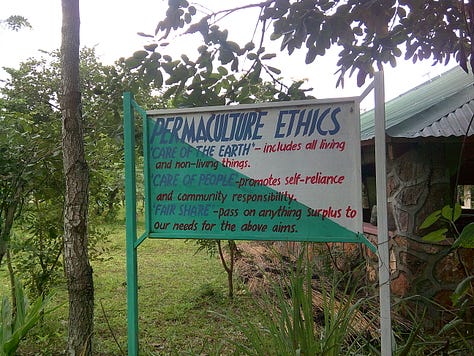 PERMACULTURE ETHICS
'CARE OF THE EARTH' - includes all living
and non-living things.
'CARE OF PEOPLE' - promotes self-reliance
and community responsibility.
'FAIR SHARE' - pass on anything surplus to
our needs for the above aims.